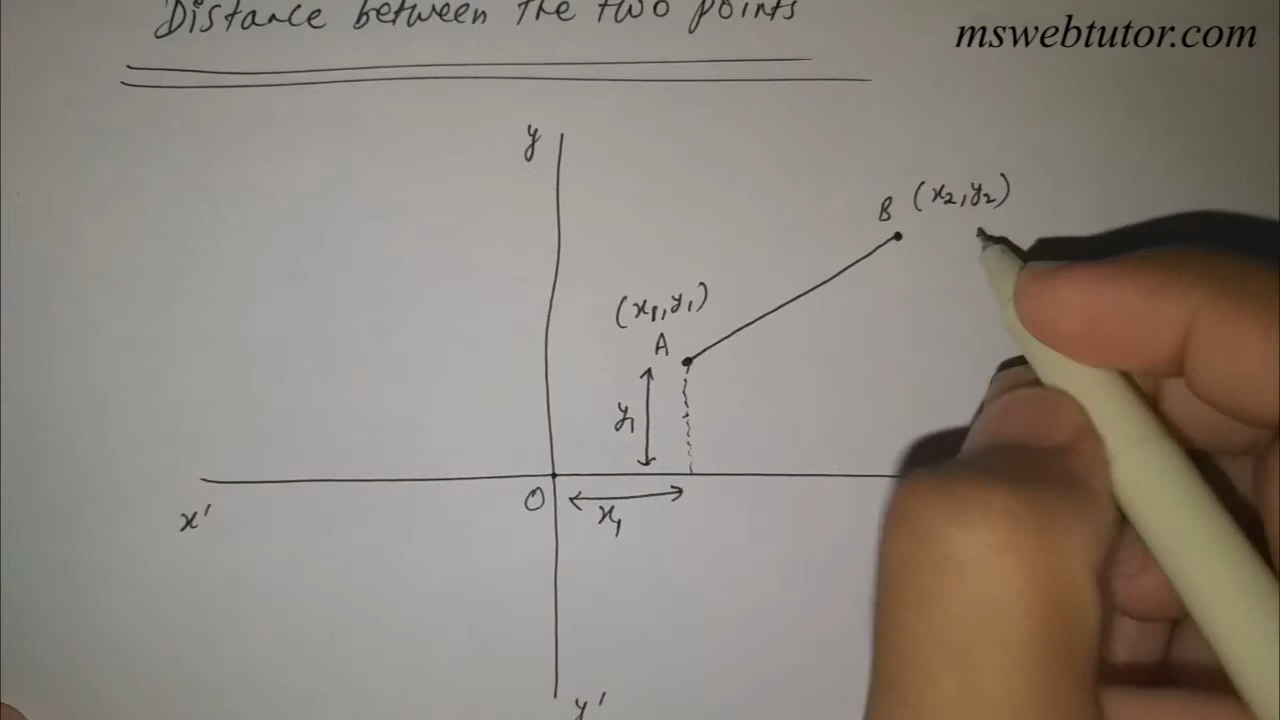 Distance between the two points
mswebtutor.com
y
B (x2, y2)
(x1, y1)
A
y1
O
x1
x'
y'